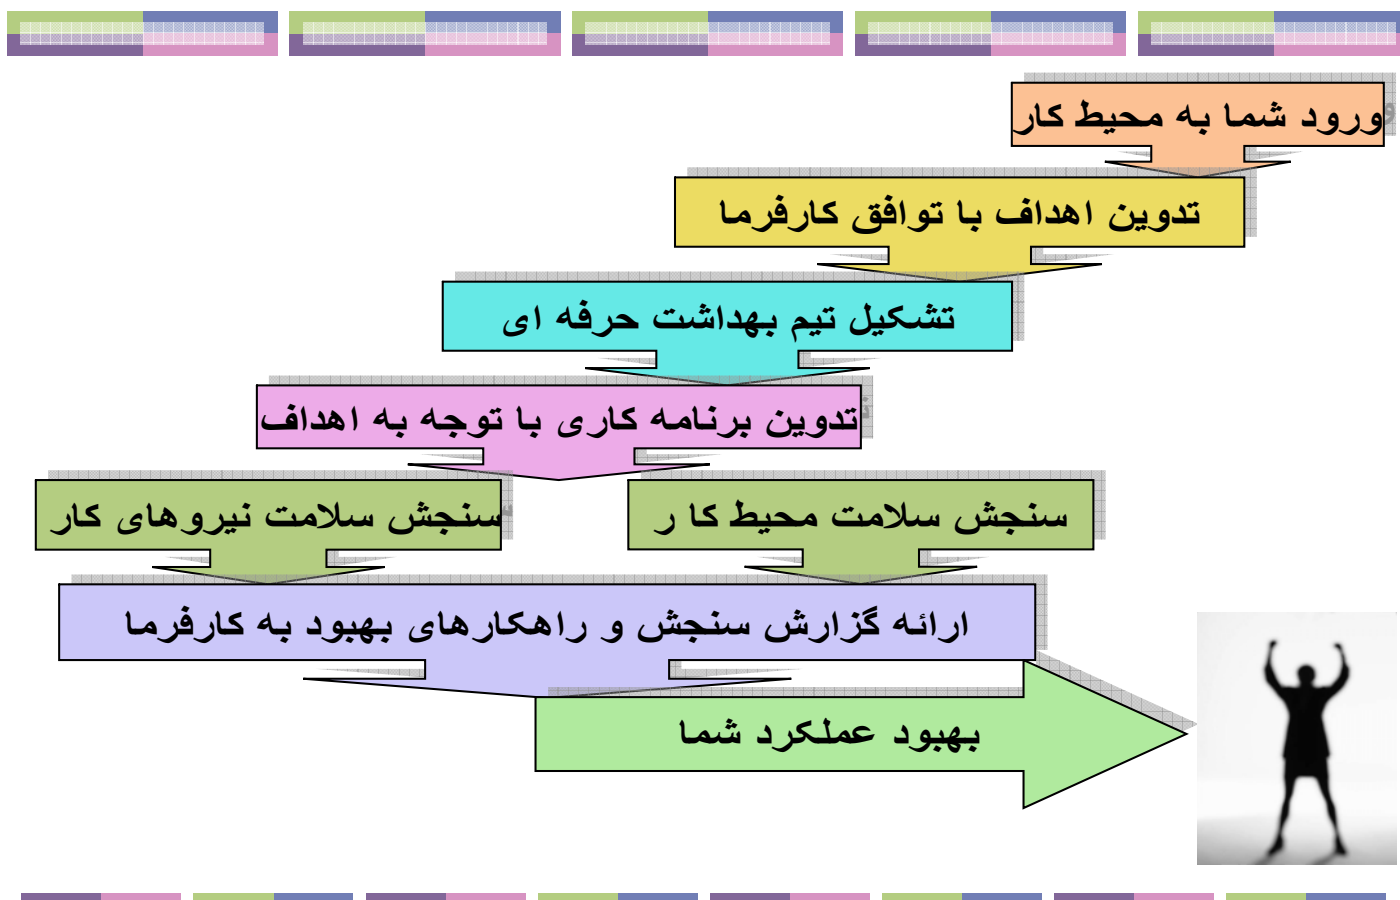 ورود شما به محیط کار
تدوین اهداف با توافق کارفرما
تشکیل تیم بهداشت حرفه ای
تدوین برنامه کاری با توجه به اهداف
سنجش سلامت محیط کا ر
سنجش سلامت نیروهای کار
ارائه گزارش سنجش و راهکارهای بهبود به کارفرما
بهبود عملکرد شما